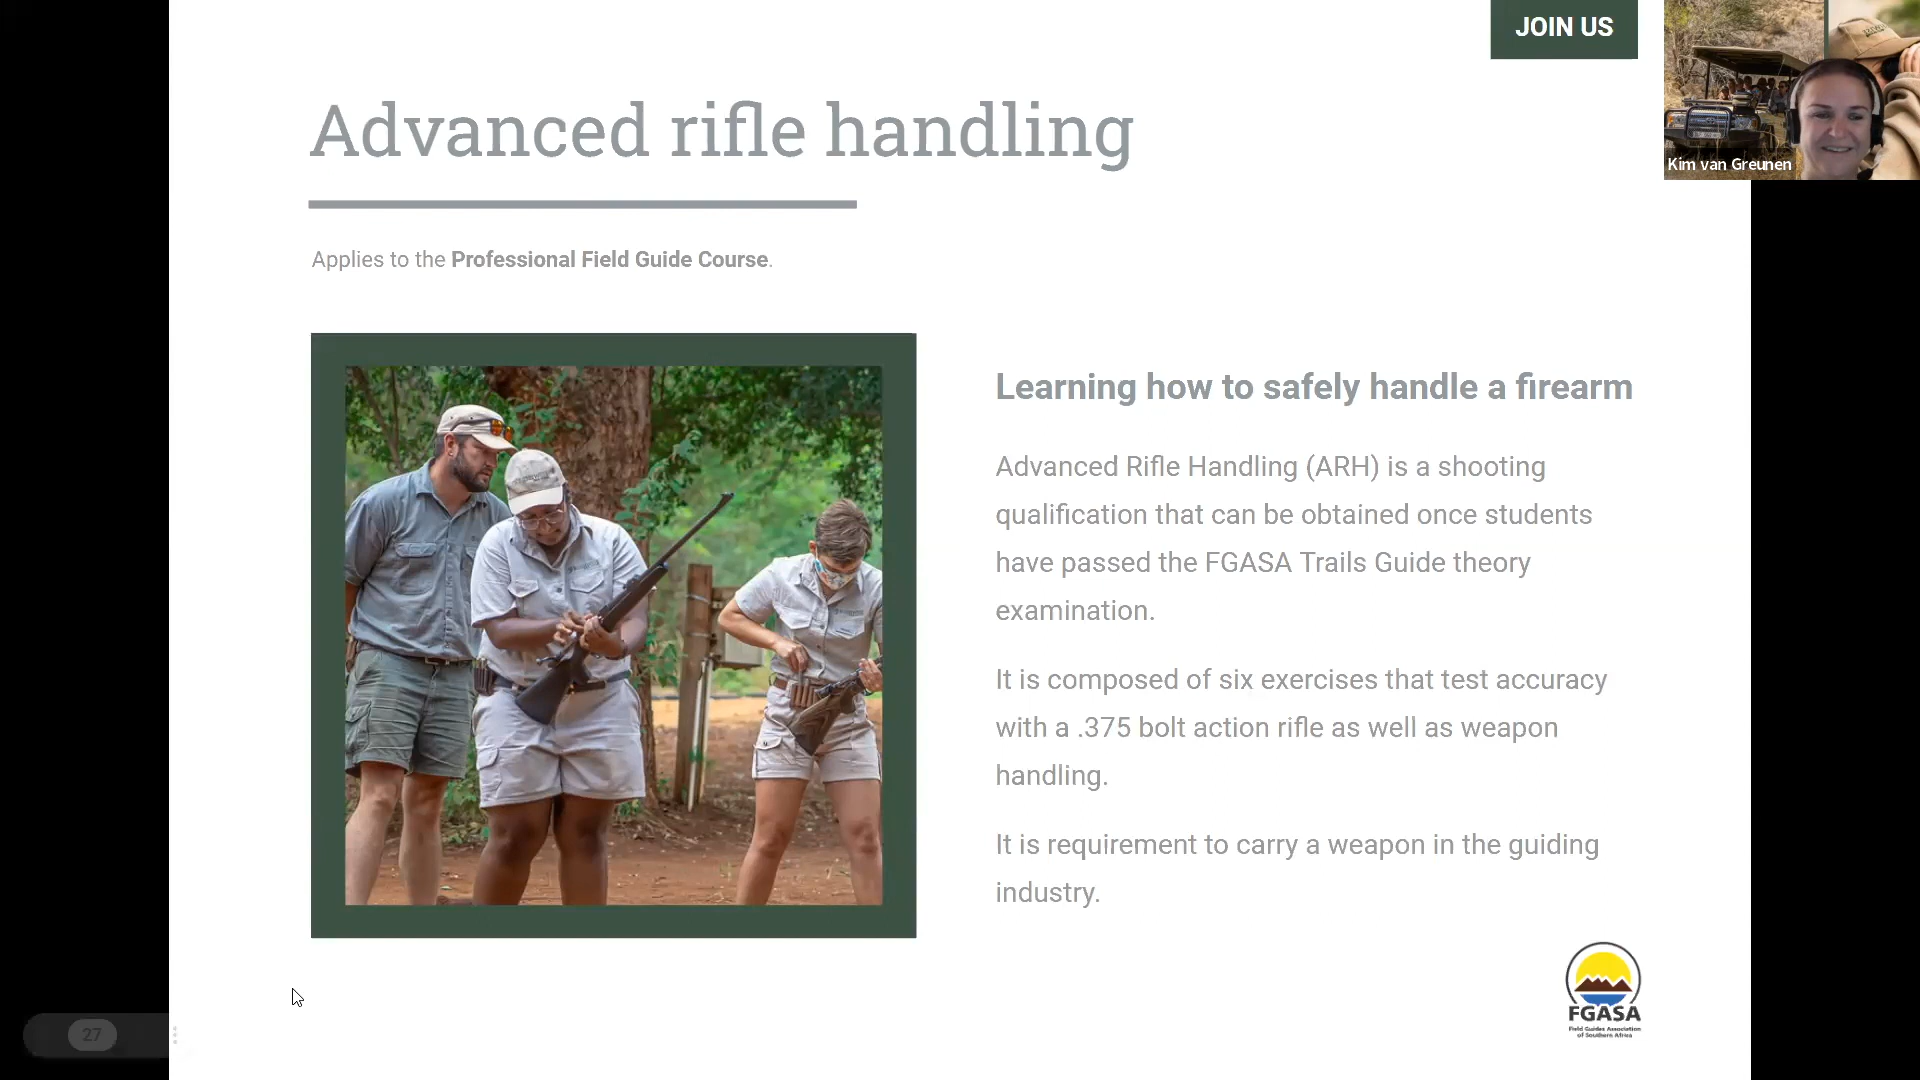 JOIN US
Kim van Greunen
Advanced rifle handling
Applies to the Professional Field Guide Course.
Learning how to safely handle a firearm
Advanced Rifle Handling (ARH) is a shooting
qualification that can be obtained once students
have passed the FGASA Trails Guide theory
examination.
It is composed of six exercises that test accuracy
with a .375 bolt action rifle as well as weapon
handling.
It is requirement to carry a weapon in the guiding
industry.
FGASA
Field Guides Association
of Southern Africa
27